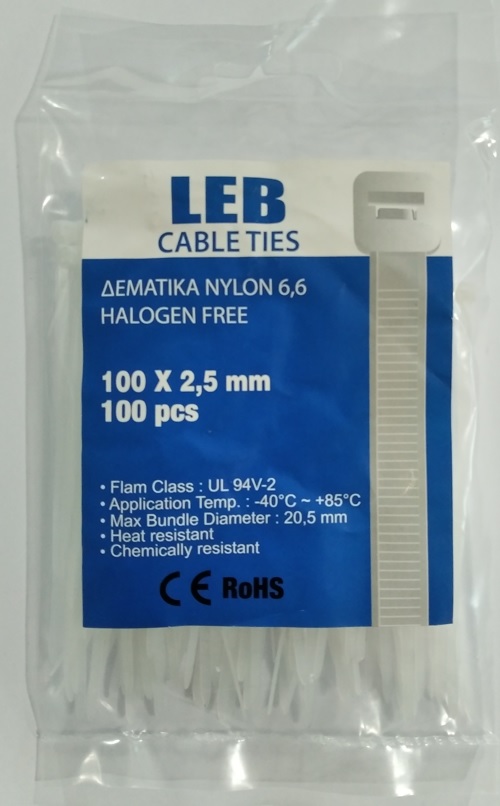 LEB
CABLE TIES
ΔΕΜΑΤΙΚΑ NYLON 6,6
HALOGEN FREE
100 X 2,5 mm
100 pcs
• Flam Class : UL 94V-2
• Application Temp. : -40°C ~ +85°C
• Max Bundle Diameter : 20,5 mm
• Heat resistant
• Chemically resistant
CE RoHS